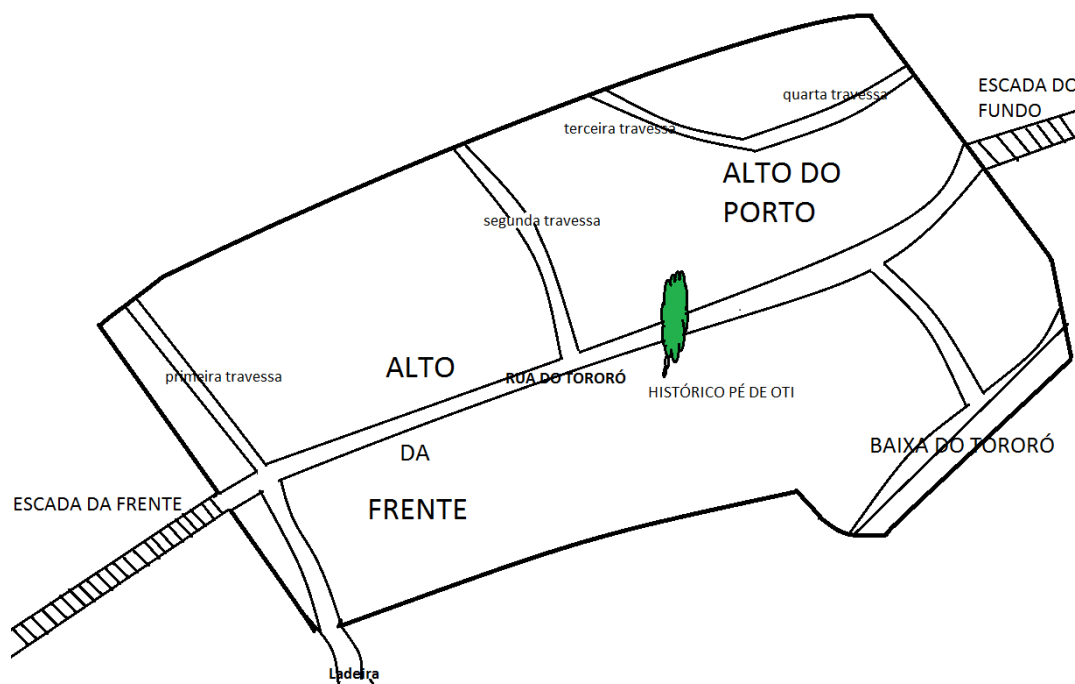 quarta travessa
ESCADA DO
FUNDO
terceira travessa
ALTO DO
PORTO
segunda travessa
ALTO
primeira travessa
RUA DO TORORÓ
HISTÓRICO PÉ DE OTI
DA
BAIXA DO TORORÓ
ESCADA DA FRENTE
FRENTE
Ladeira